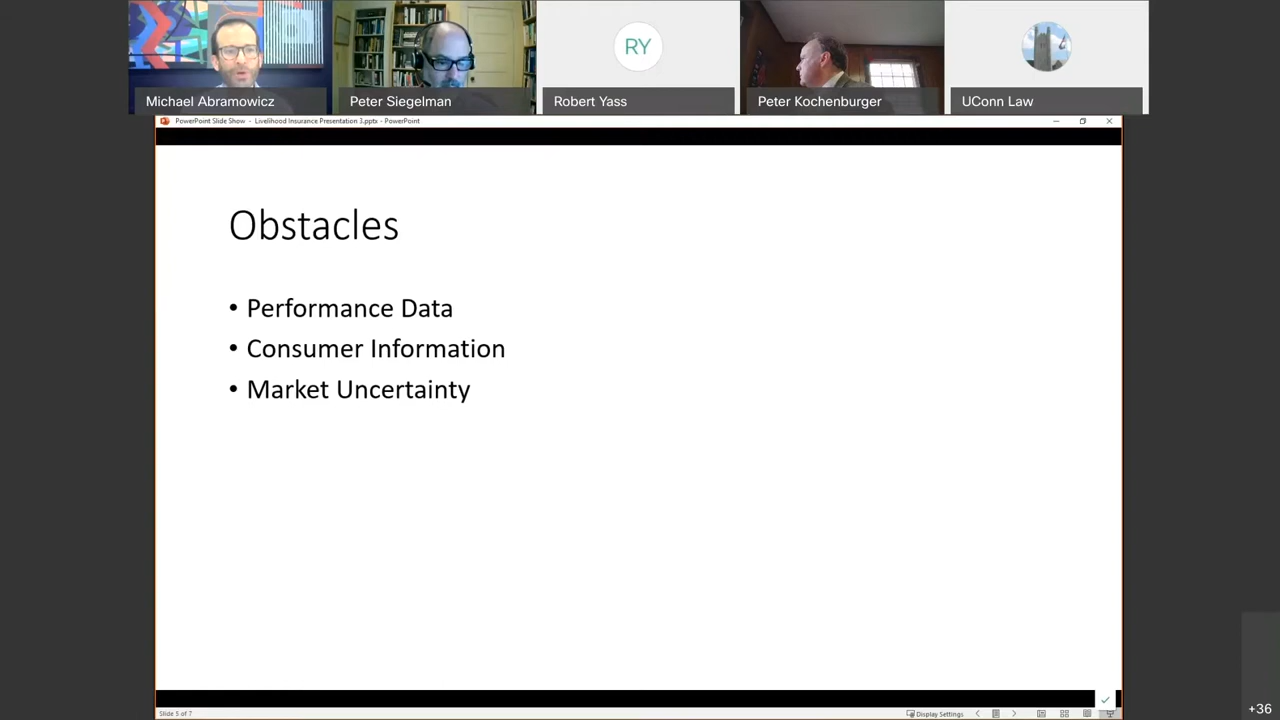 RY
Michael Abramowicz
Peter Siegelman
Robert Yass
Peter Kochenburger
UConn Law
PowerPoint Slide Show - Livelihood Insurance Presentation 3.pptx - PowerPoint
Obstacles
• Performance Data
• Consumer Information
• Market Uncertainty
Slide 5 of 7
Display Settings
+36